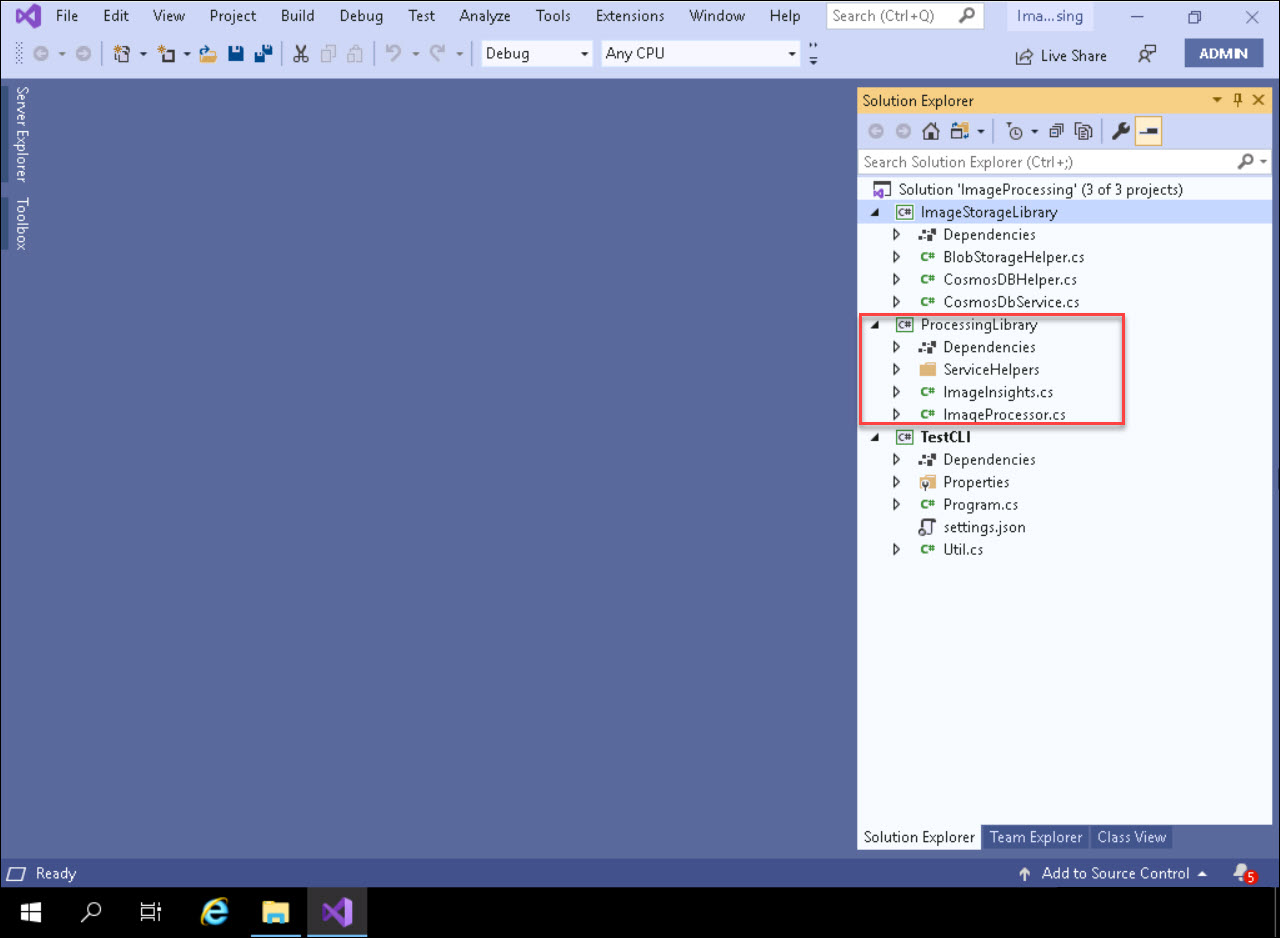 File Edit View Project Build Debug Test Analyze Tools Extensions Window Help Search (Ctrl+Q) Ima...sing
Debug Any CPU Live Share ADMIN
Server Explorer
Toolbox
Solution Explorer
Search Solution Explorer (Ctrl+;)
Solution 'ImageProcessing' (3 of 3 projects)
C# ImageStorageLibrary
Dependencies
C# BlobStorageHelper.cs
C# CosmosDBHelper.cs
C# CosmosDbService.cs
C# ProcessingLibrary
Dependencies
ServiceHelpers
C# ImageInsights.cs
C# ImageProcessor.cs
C# TestCLI
Dependencies
Properties
C# Program.cs
settings.json
C# Util.cs
Solution Explorer Team Explorer Class View
Ready Add to Source Control 5